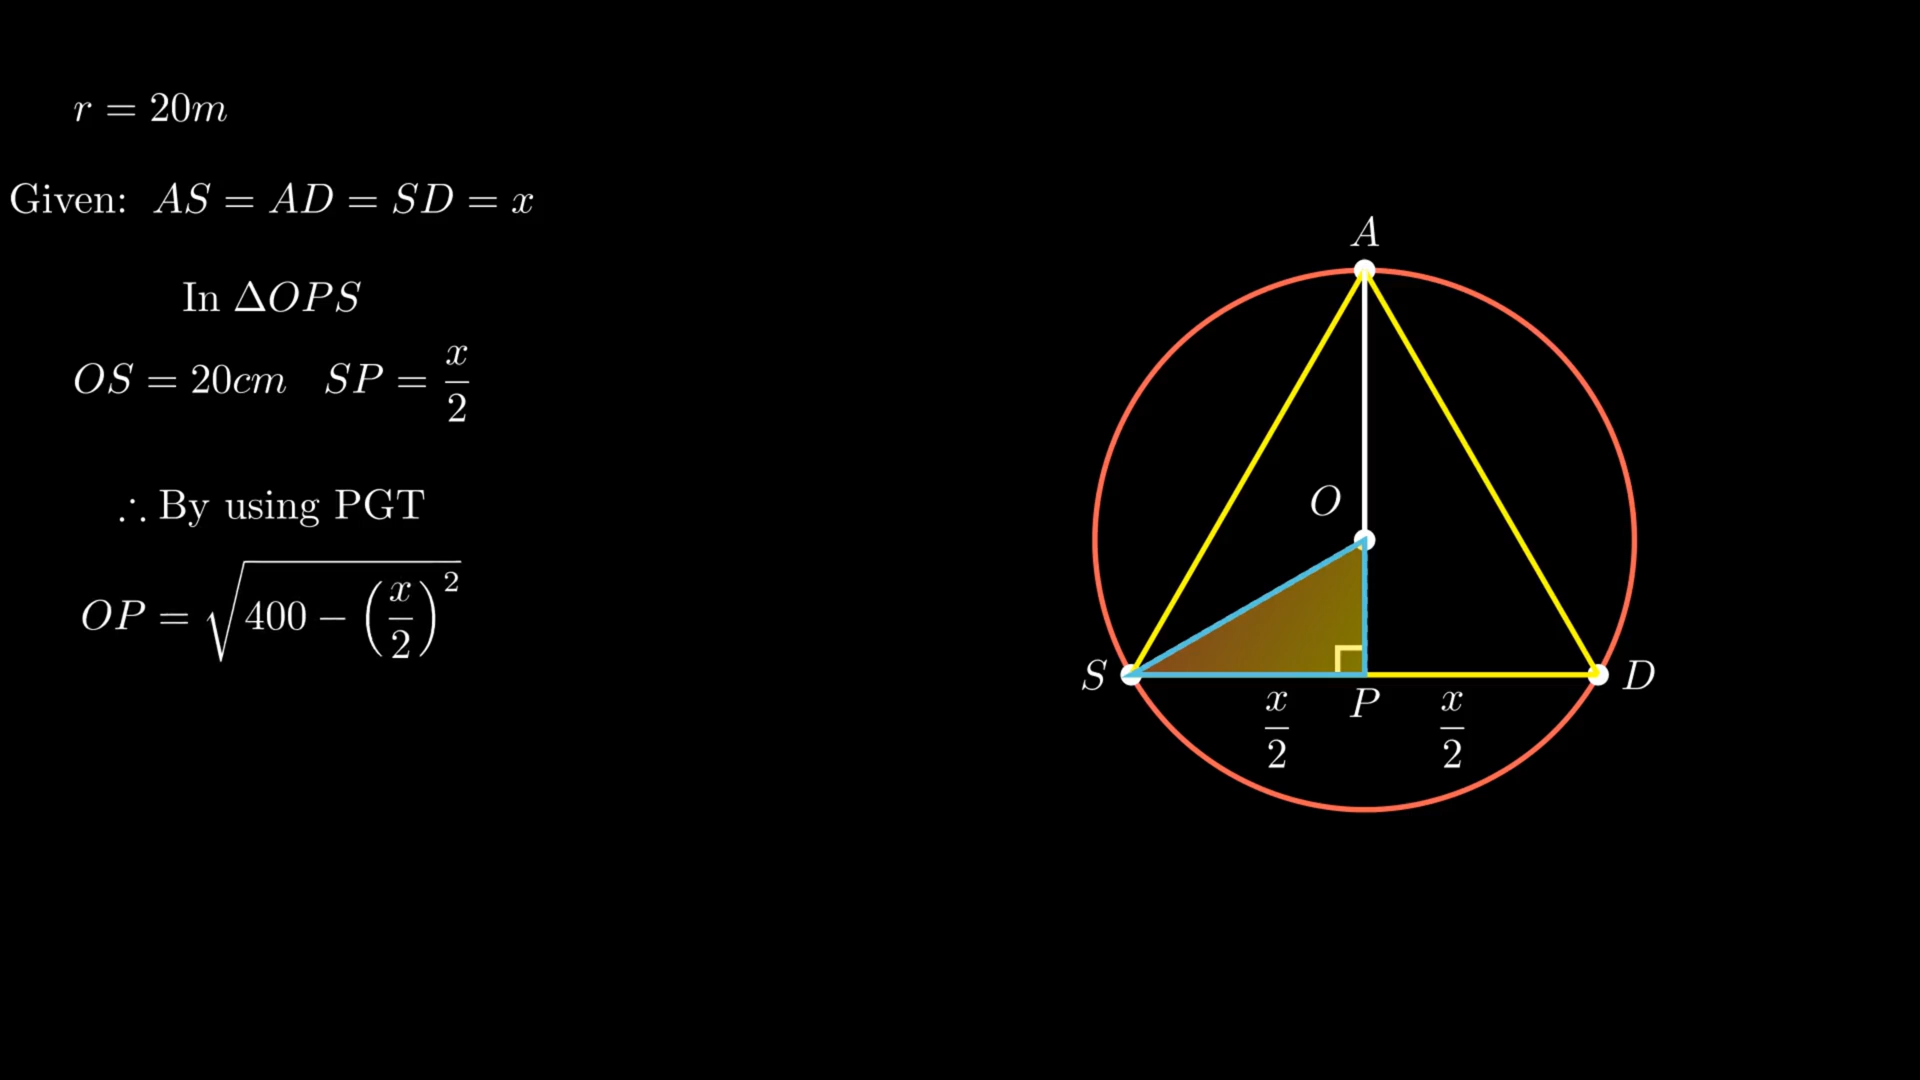 r = 20m
Given: AS = AD = SD = x
In ΔOPS
OS = 20cm SP = x/2
∴ By using PGT
OP = √(400 − (x/2)²)
A
O
S
D
P
x/2
x/2